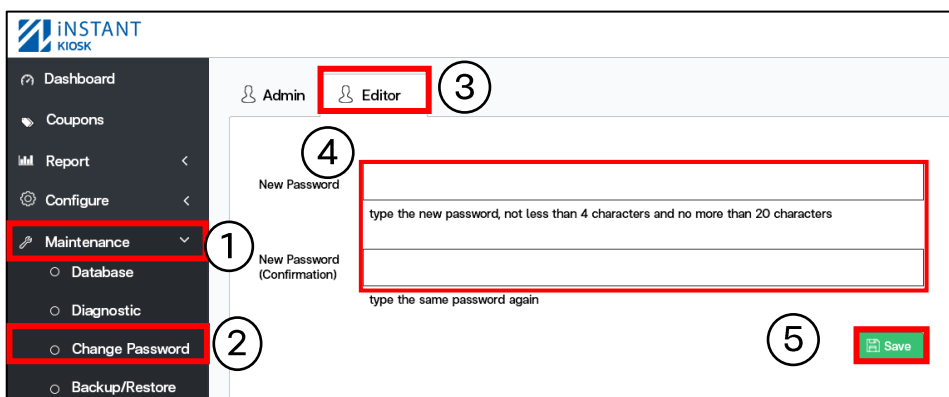 iNSTANT
KIOSK
Dashboard
Coupons
Report
Configure
Maintenance
Database
Diagnostic
Change Password
Backup/Restore
1
2
Admin
Editor
3
4
New Password
type the new password, not less than 4 characters and no more than 20 characters
New Password
(Confirmation)
type the same password again
5
Save